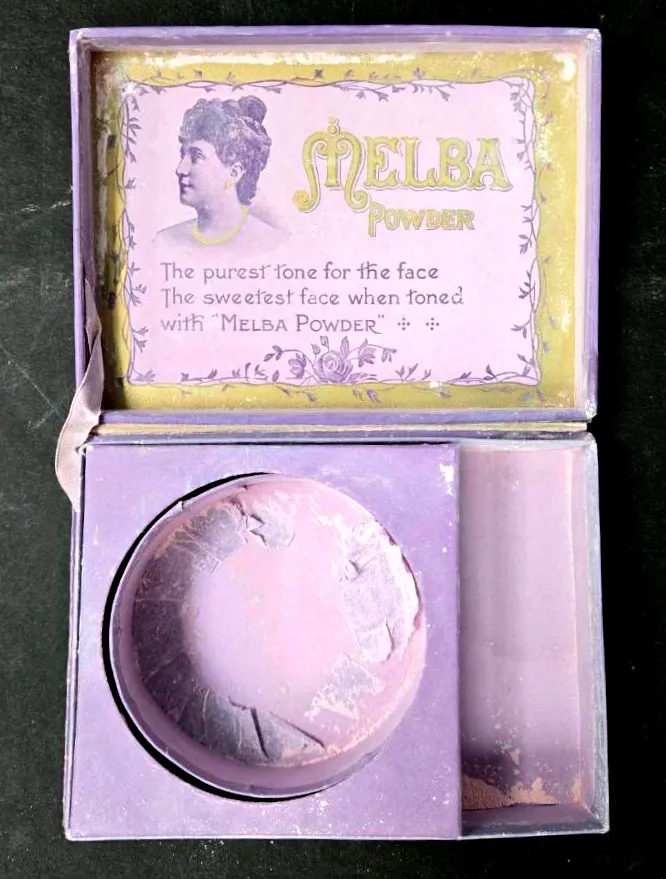 MELBA
POWDER
The purest tone for the face
The sweetest face when toned
with "MELBA POWDER"